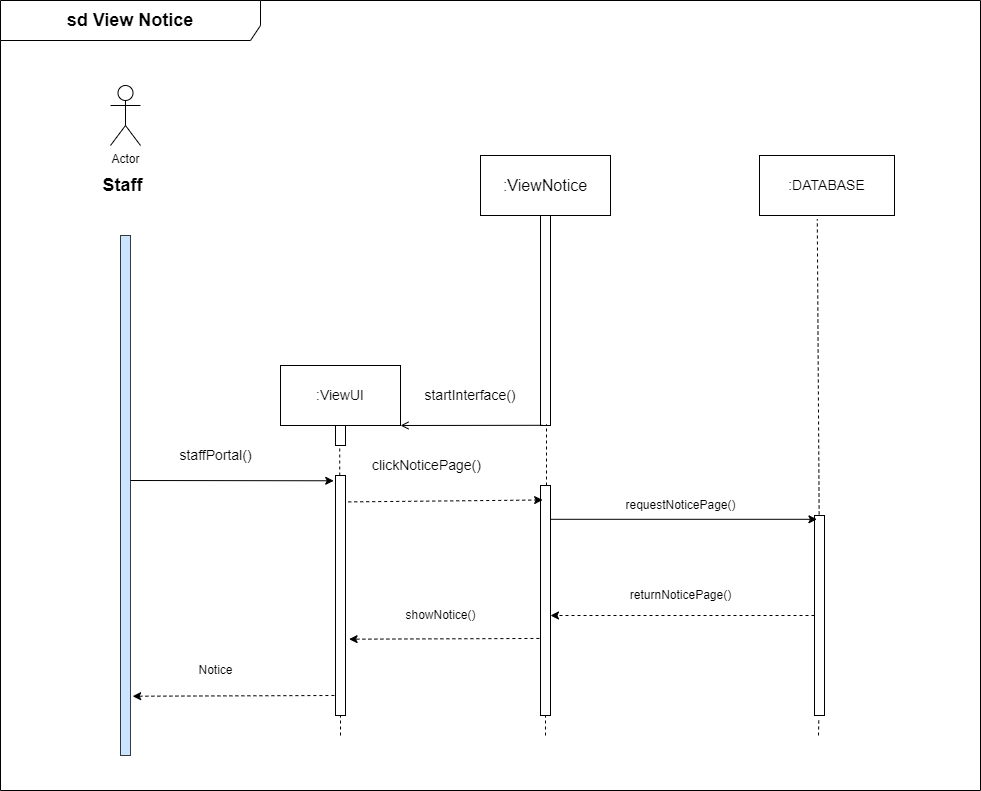 sd View Notice
Actor
Staff
:ViewNotice
:DATABASE
:ViewUI
startInterface()
staffPortal()
clickNoticePage()
requestNoticePage()
returnNoticePage()
showNotice()
Notice